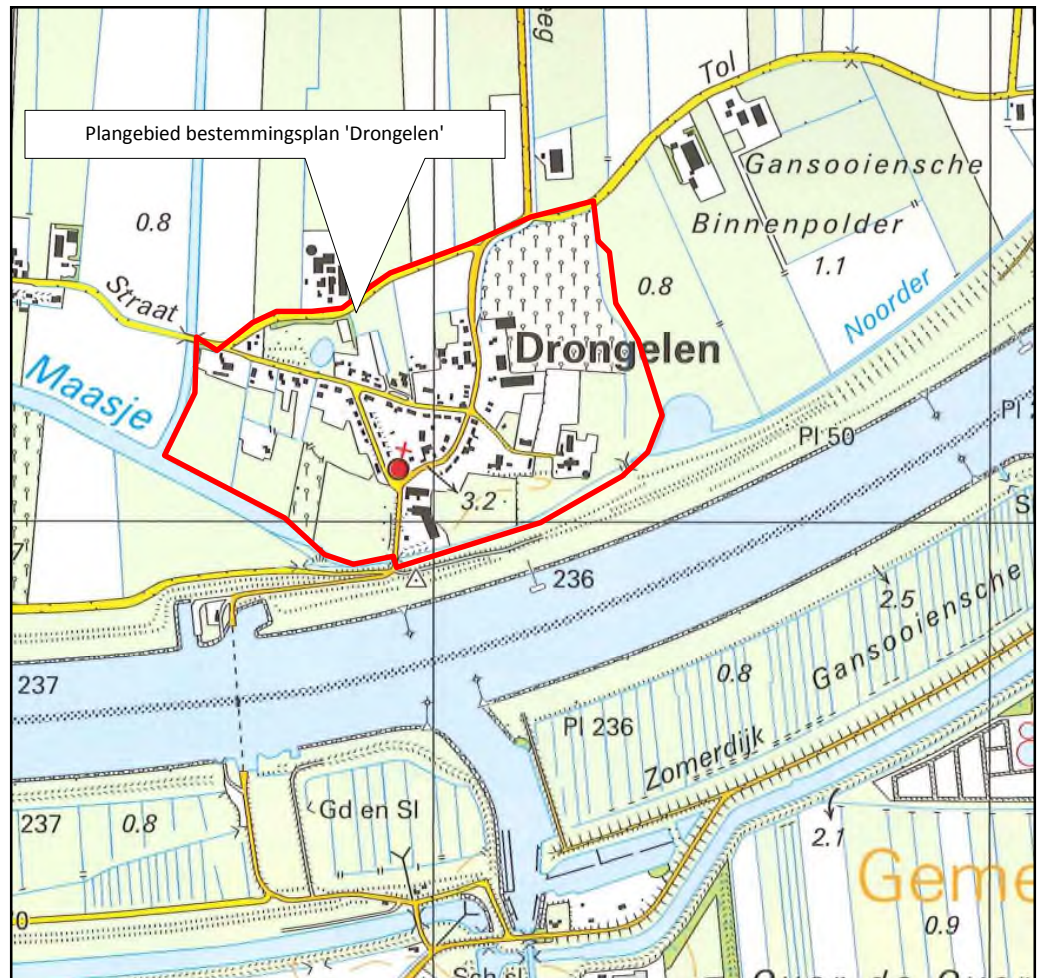 eg
Tol
Plangebied bestemmingsplan 'Drongelen'
Gansooiensche
Binnenpolder
0.8
1.1
0.8
Straat
Noorder
Drongelen
Maasje
Pl 50
3.2
236
2.5
Gansooiensche
0.8
237
Pl 236
Zomerdijk
Gd en Sl
237
0.8
2.1
Geme
0.9